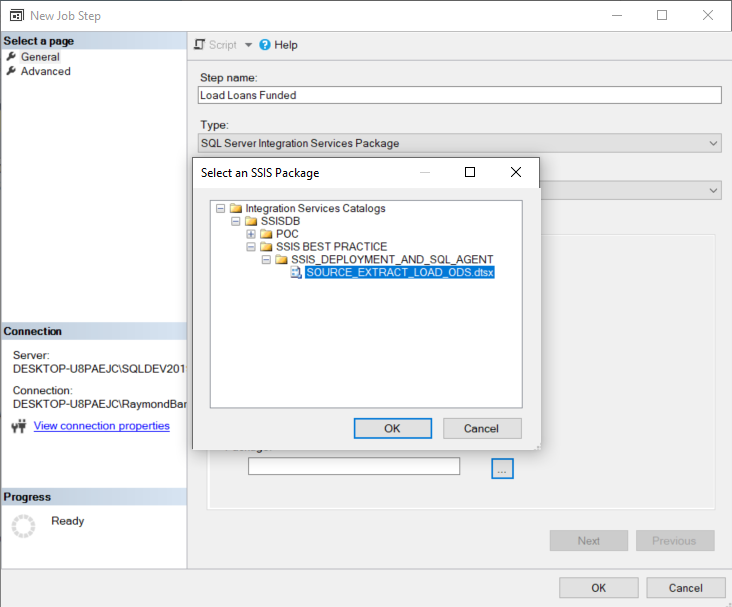 New Job Step
Select a page
General
Advanced
Script
Help
Step name:
Load Loans Funded
Type:
SQL Server Integration Services Package
Select an SSIS Package
Integration Services Catalogs
SSISDB
POC
SSIS BEST PRACTICE
SSIS_DEPLOYMENT_AND_SQL_AGENT
SOURCE_EXTRACT_LOAD_ODS.dtsx
OK Cancel
...
Connection
Server:
DESKTOP-U8PAEJC\SQLDEV201
Connection:
DESKTOP-U8PAEJC\RaymondBar
View connection properties
Progress
Ready
Next Previous
OK Cancel